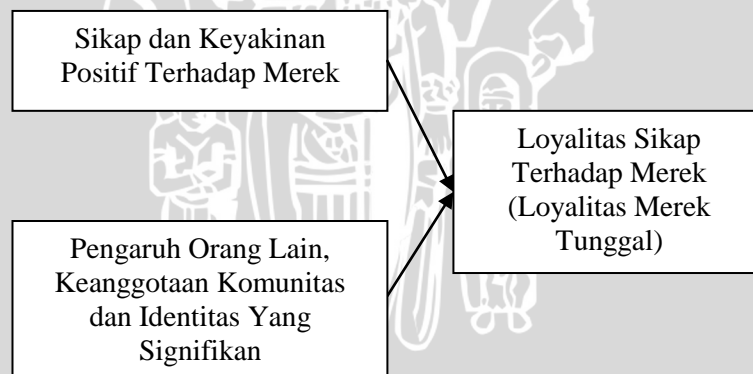 Sikap dan Keyakinan
Positif Terhadap Merek
Loyalitas Sikap
Terhadap Merek
(Loyalitas Merek
Tunggal)
Pengaruh Orang Lain,
Keanggotaan Komunitas
dan Identitas Yang
Signifikan